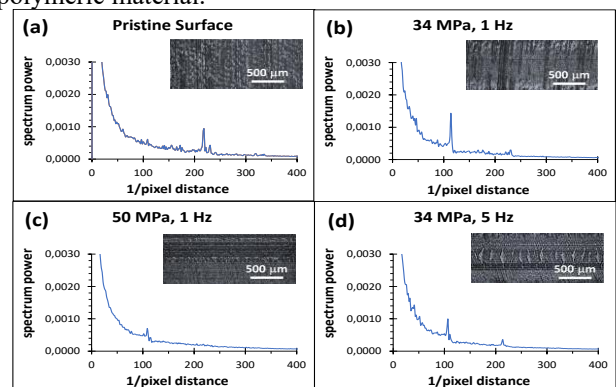 polymeric material.
(a) Pristine Surface
500 µm
spectrum power
0,0030
0,0020
0,0010
0,0000
0 100 200 300 400
1/pixel distance
(b) 34 MPa, 1 Hz
500 µm
spectrum power
0,0030
0,0020
0,0010
0,0000
0 100 200 300 400
1/pixel distance
(c) 50 MPa, 1 Hz
500 µm
spectrum power
0,0030
0,0020
0,0010
0,0000
0 100 200 300 400
1/pixel distance
(d) 34 MPa, 5 Hz
500 µm
spectrum power
0,0030
0,0020
0,0010
0,0000
0 100 200 300 400
1/pixel distance